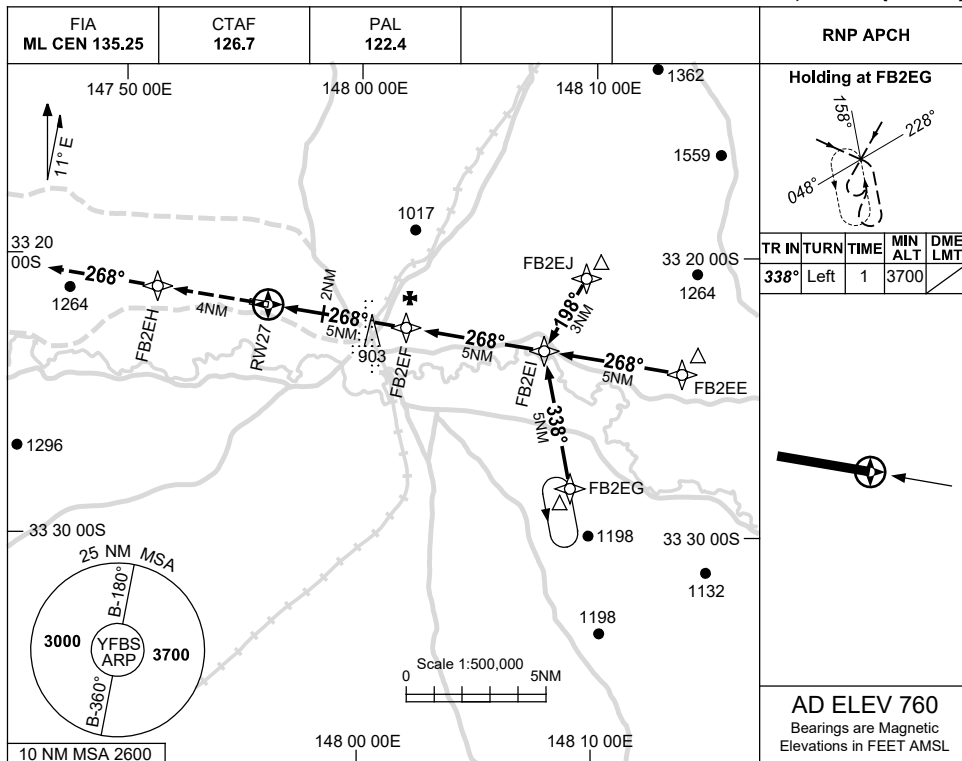 FIA
ML CEN 135.25
CTAF
126.7
PAL
122.4
RNP APCH
147 50 00E
148 00 00E
148 10 00E
1362
11° E
1559
1017
33 20
00S
33 20 00S
1264
1264
268°
4NM
FB2EH
RW27
2NM
268°
5NM
903
FB2EF
268°
5NM
FB2EJ
198°
3NM
FB2EI
268°
5NM
FB2EE
338°
5NM
FB2EG
1296
33 30 00S
33 30 00S
1198
1132
1198
25 NM MSA
B-180°
3000
YFBS
ARP
3700
B-360°
10 NM MSA 2600
Scale 1:500,000
0
5NM
148 00 00E
148 10 00E
Holding at FB2EG
158°
228°
048°
TR IN TURN TIME MIN ALT DME LMT
338° Left 1 3700
AD ELEV 760
Bearings are Magnetic
Elevations in FEET AMSL